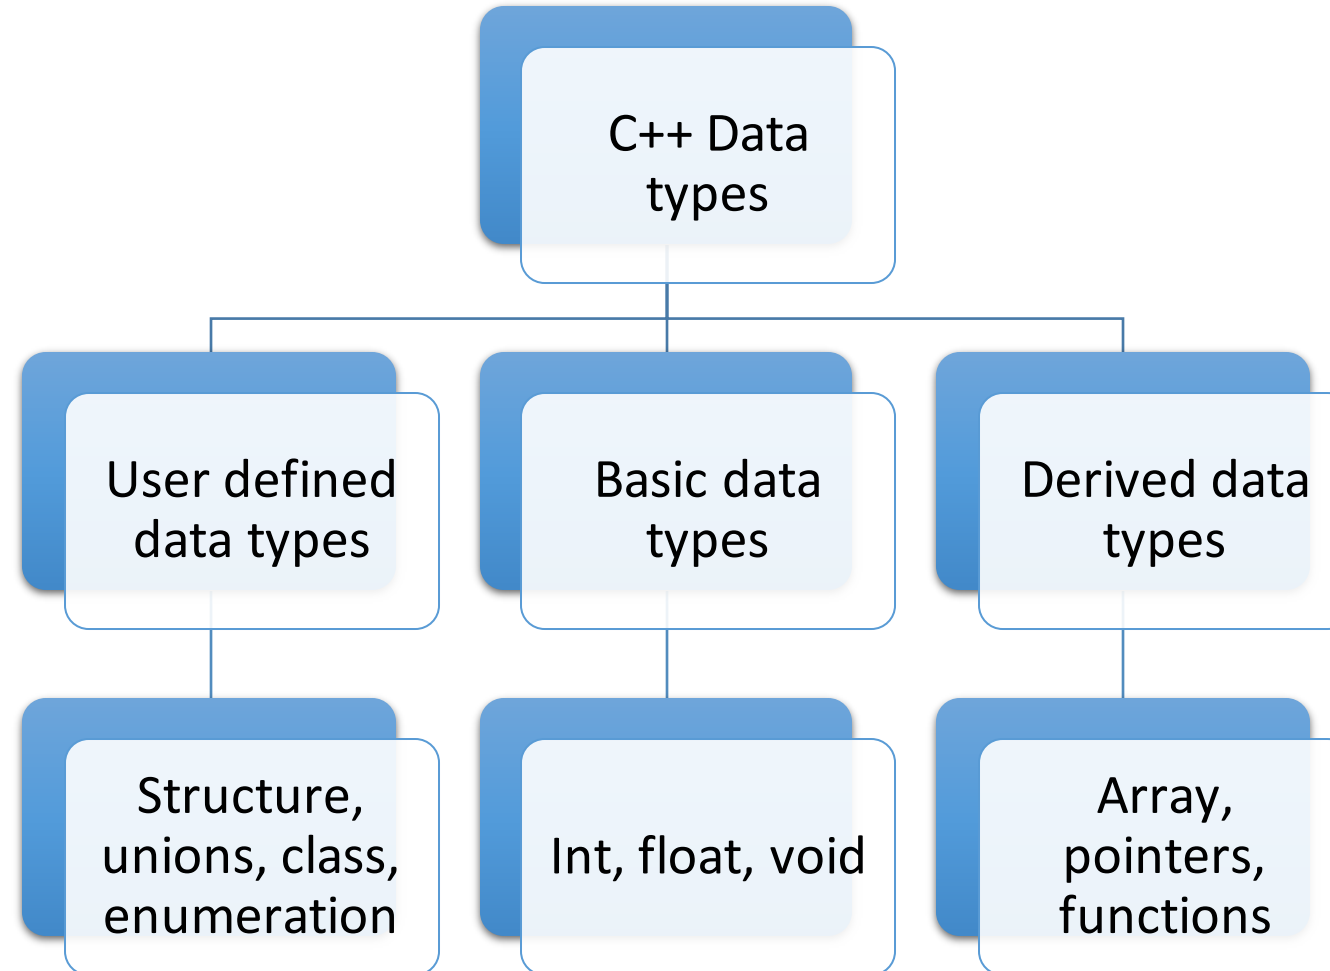 C++ Data
types
User defined
data types
Basic data
types
Derived data
types
Structure,
unions, class,
enumeration
Int, float, void
Array,
pointers,
functions